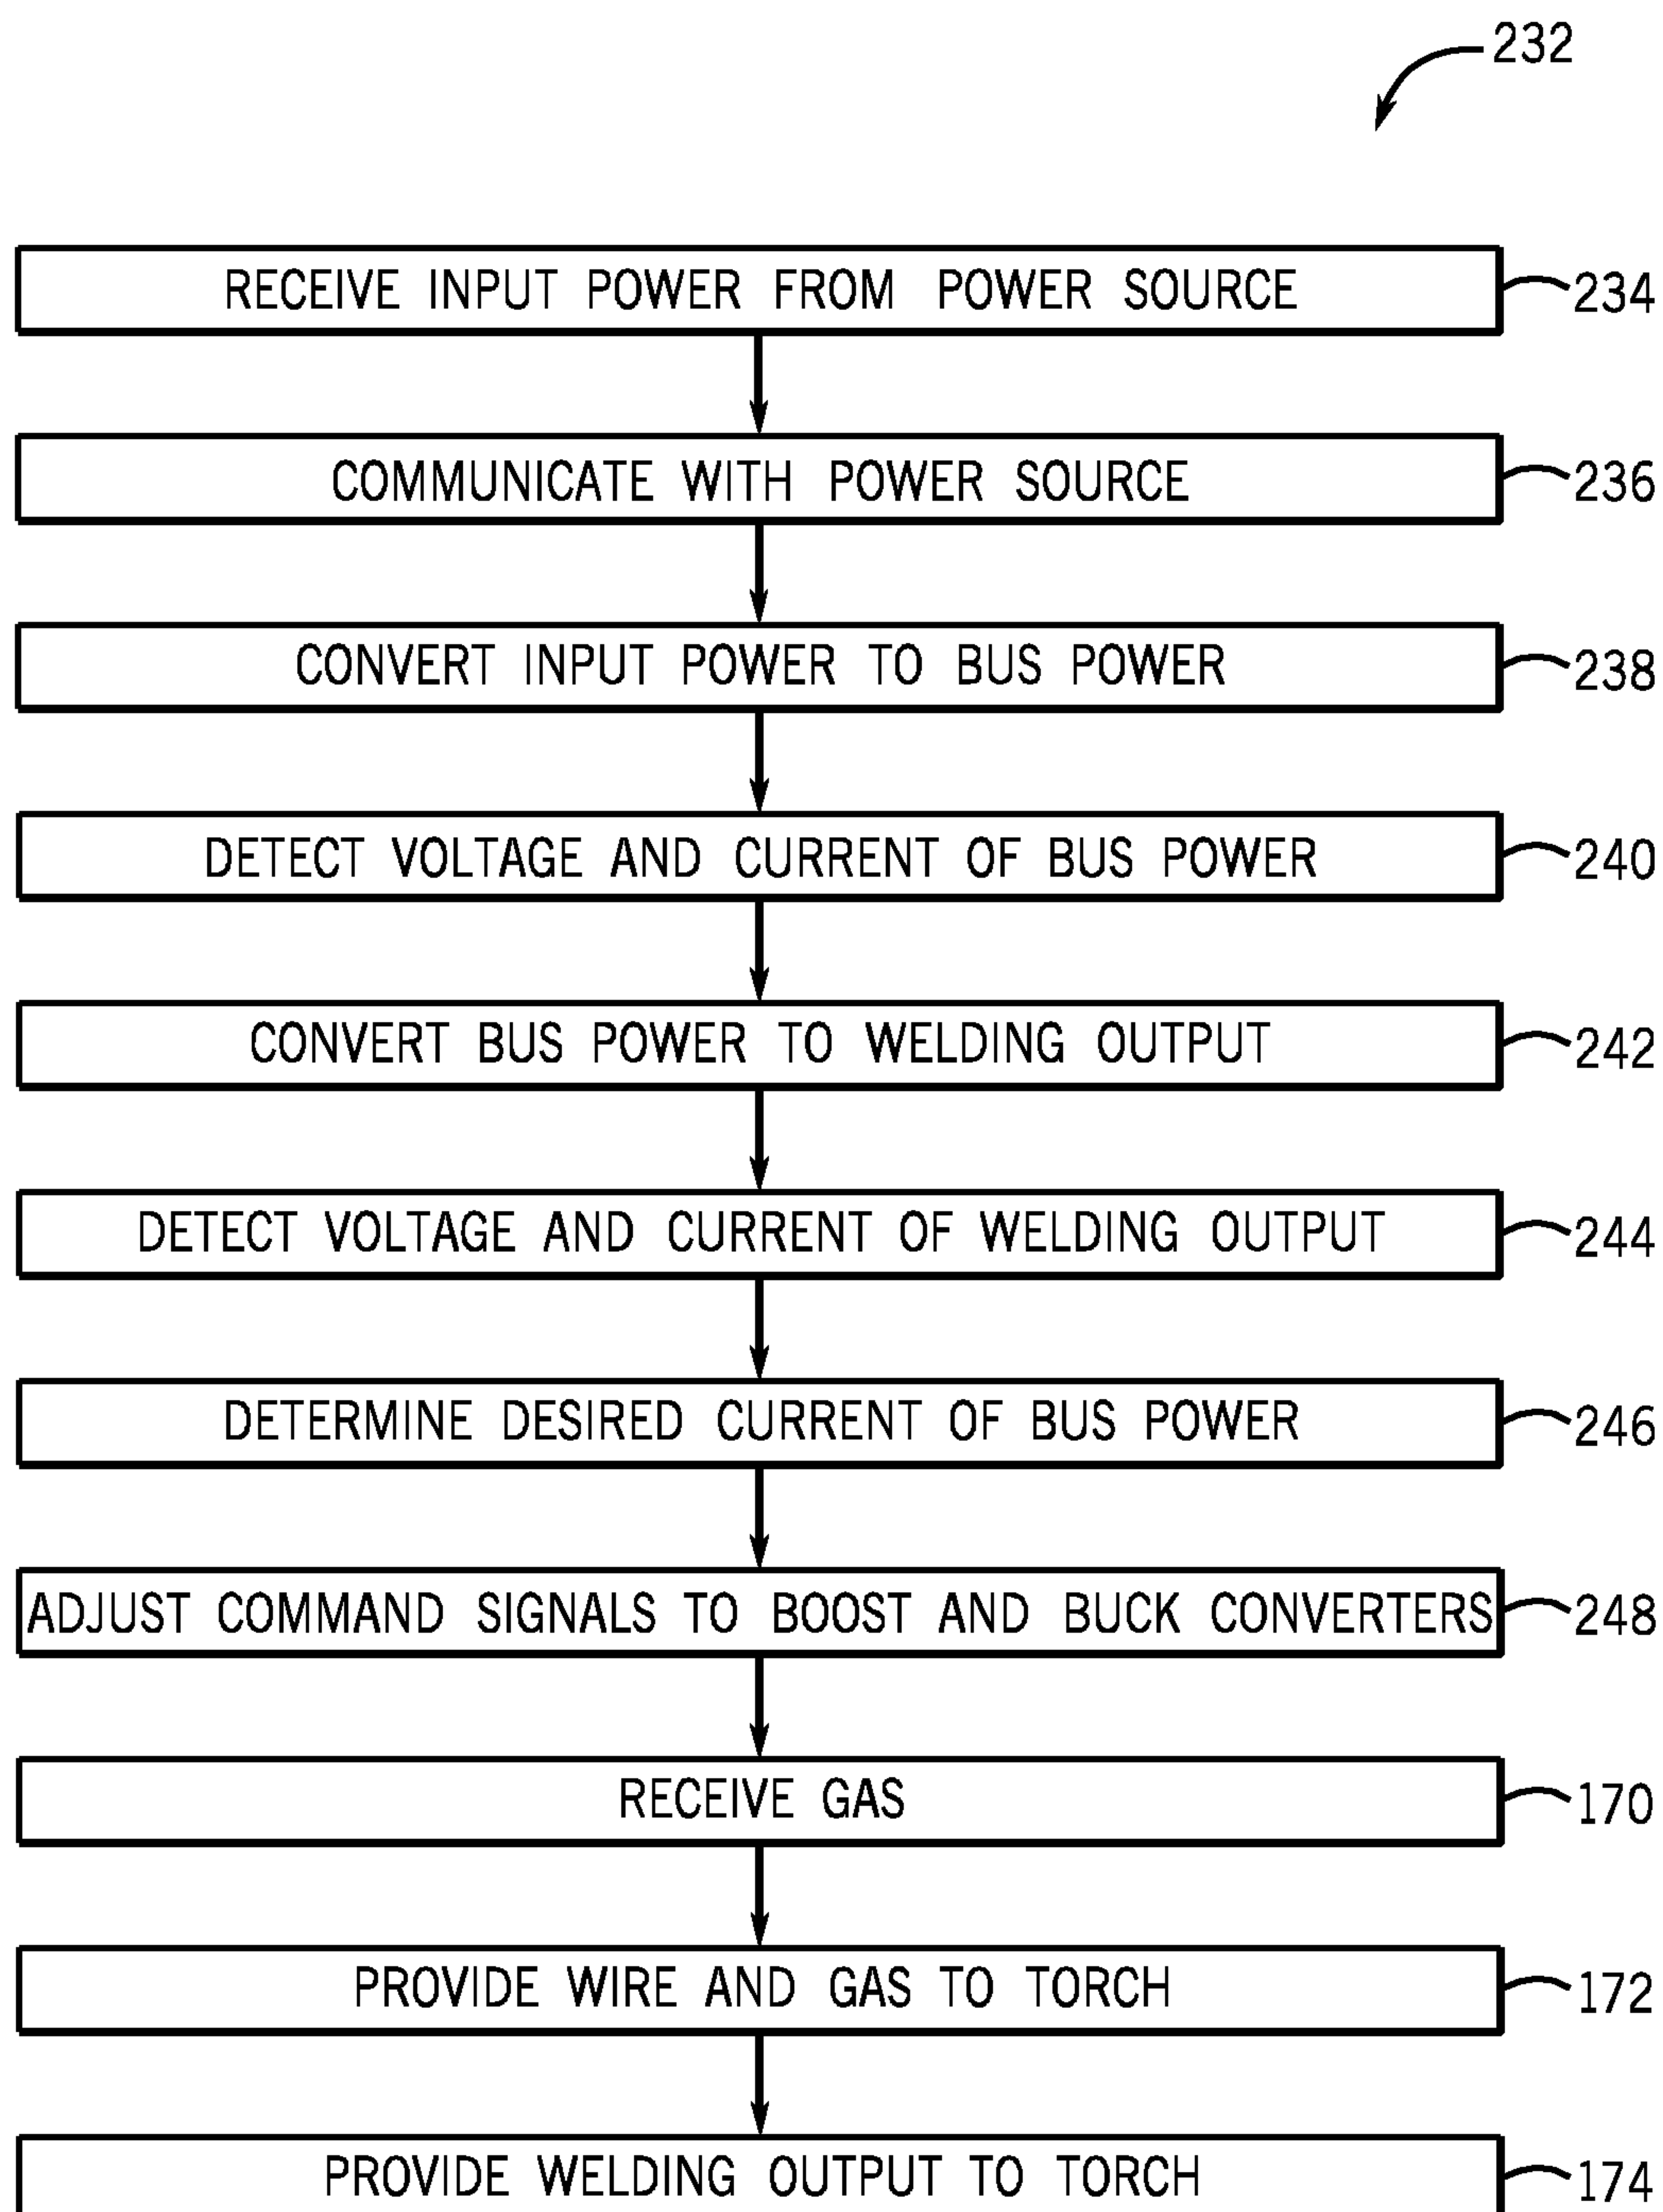 232
RECEIVE INPUT POWER FROM POWER SOURCE 234
COMMUNICATE WITH POWER SOURCE 236
CONVERT INPUT POWER TO BUS POWER 238
DETECT VOLTAGE AND CURRENT OF BUS POWER 240
CONVERT BUS POWER TO WELDING OUTPUT 242
DETECT VOLTAGE AND CURRENT OF WELDING OUTPUT 244
DETERMINE DESIRED CURRENT OF BUS POWER 246
ADJUST COMMAND SIGNALS TO BOOST AND BUCK CONVERTERS 248
RECEIVE GAS 170
PROVIDE WIRE AND GAS TO TORCH 172
PROVIDE WELDING OUTPUT TO TORCH 174